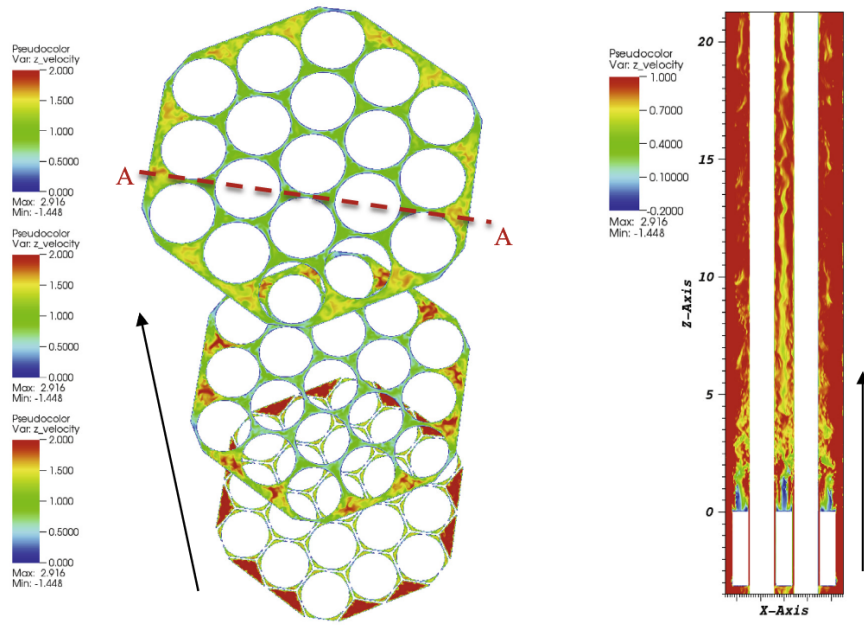 Pseudocolor
Var: z_velocity
2.000
1.500
1.000
0.5000
0.000
Max: 2.916
Min: -1.448
Pseudocolor
Var: z_velocity
2.000
1.500
1.000
0.5000
0.000
Max: 2.916
Min: -1.448
Pseudocolor
Var: z_velocity
2.000
1.500
1.000
0.5000
0.000
Max: 2.916
Min: -1.448
A
A
Pseudocolor
Var: z_velocity
1.000
0.7000
0.4000
0.10000
-0.2000
Max: 2.916
Min: -1.448
20
15
10
5
0
Z-Axis
X-Axis